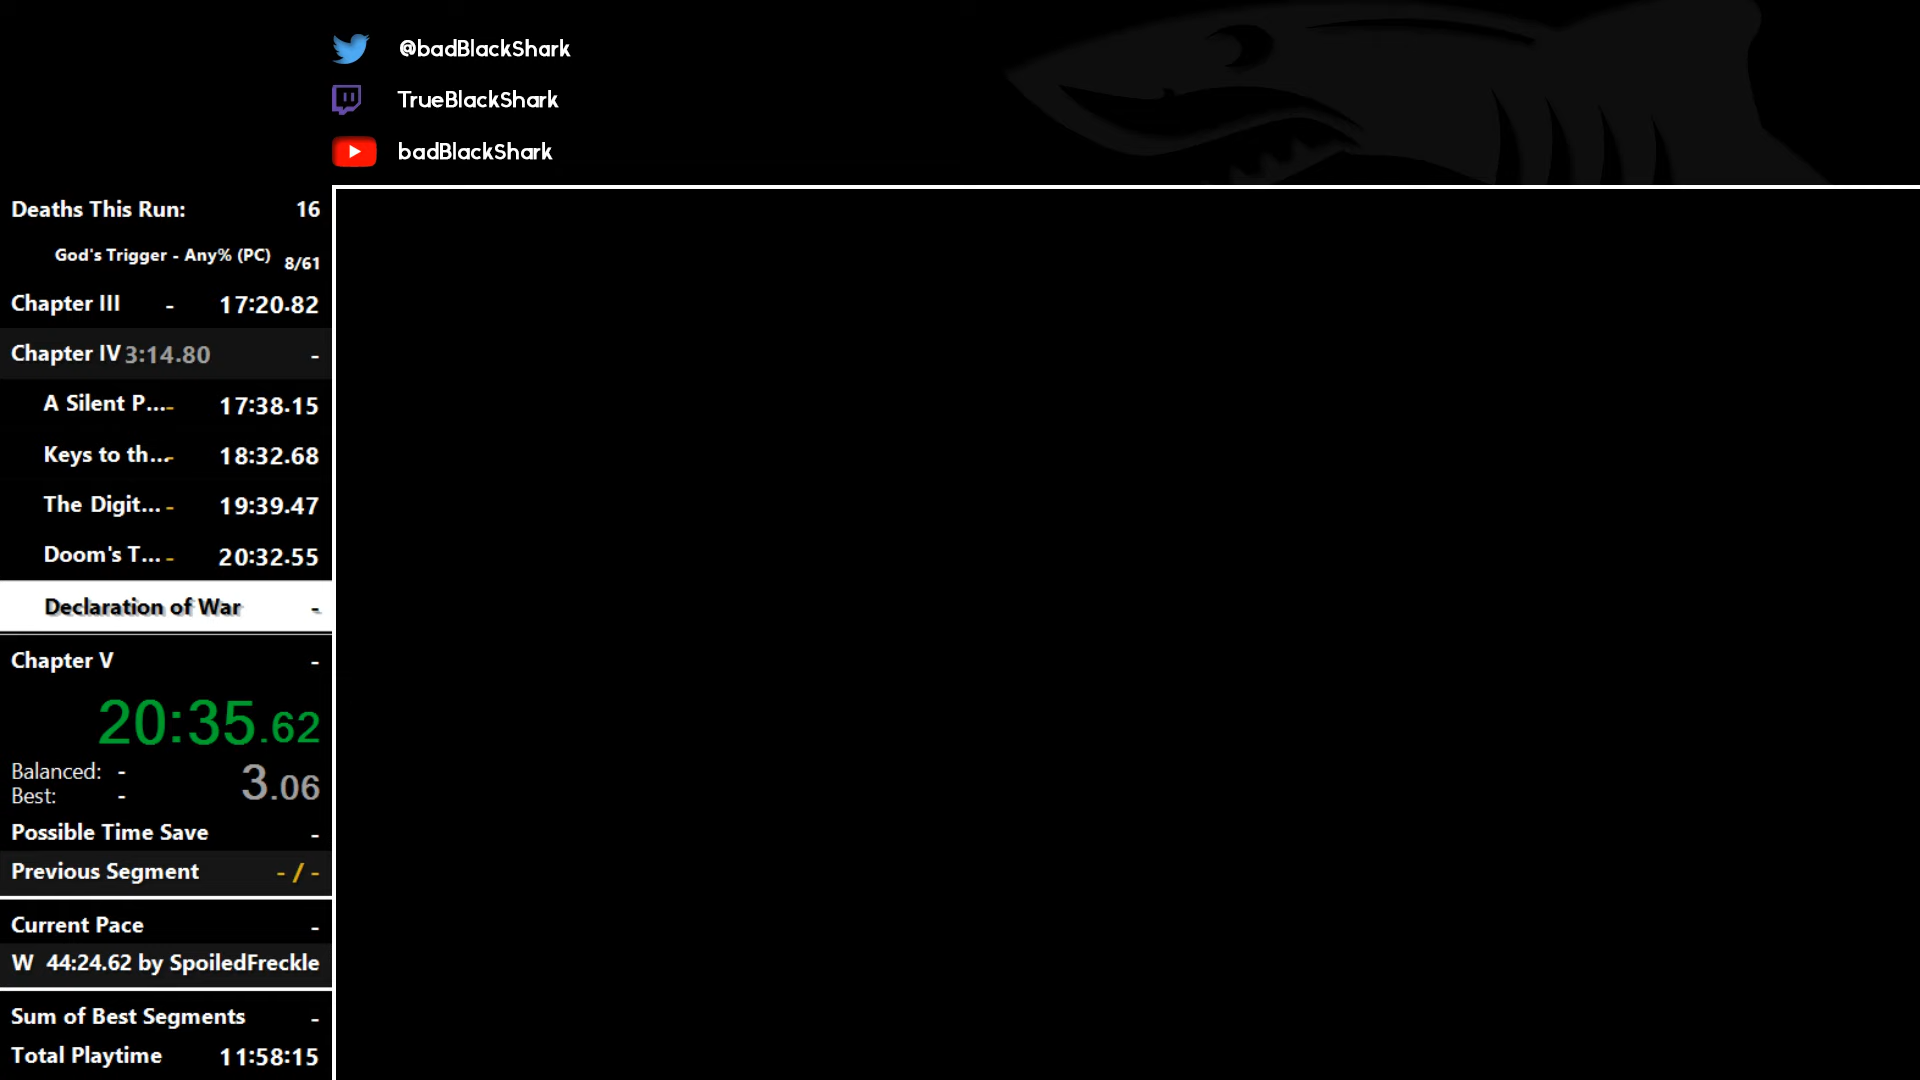 @badBlackShark
TrueBlackShark
badBlackShark
Deaths This Run: 16
God's Trigger - Any% (PC) 8/61
Chapter III - 17:20.82
Chapter IV 3:14.80 -
A Silent P... - 17:38.15
Keys to th... - 18:32.68
The Digit... - 19:39.47
Doom's T... - 20:32.55
Declaration of War -
Chapter V -
20:35.62
Balanced: - 3.06
Best: -
Possible Time Save -
Previous Segment - / -
Current Pace -
W 44:24.62 by SpoiledFreckle
Sum of Best Segments -
Total Playtime 11:58:15